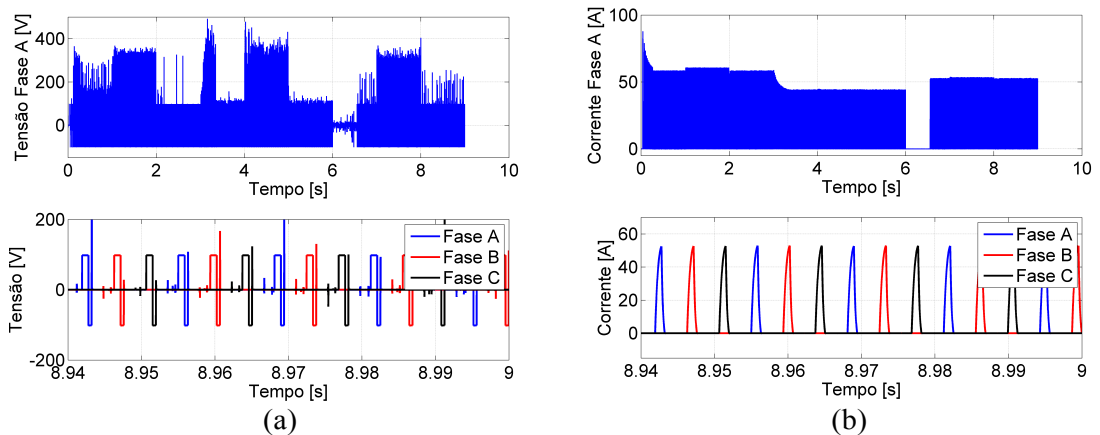 Tensão Fase A [V]
400
200
0
0 2 4 6 8 10
Tempo [s]
Corrente Fase A [A]
100
50
0
0 2 4 6 8 10
Tempo [s]
Tensão [V]
200
0
-200
Fase A
Fase B
Fase C
8.94 8.95 8.96 8.97 8.98 8.99 9
Tempo [s]
(a)
Corrente [A]
60
40
20
0
Fase A
Fase B
Fase C
8.94 8.95 8.96 8.97 8.98 8.99 9
Tempo [s]
(b)